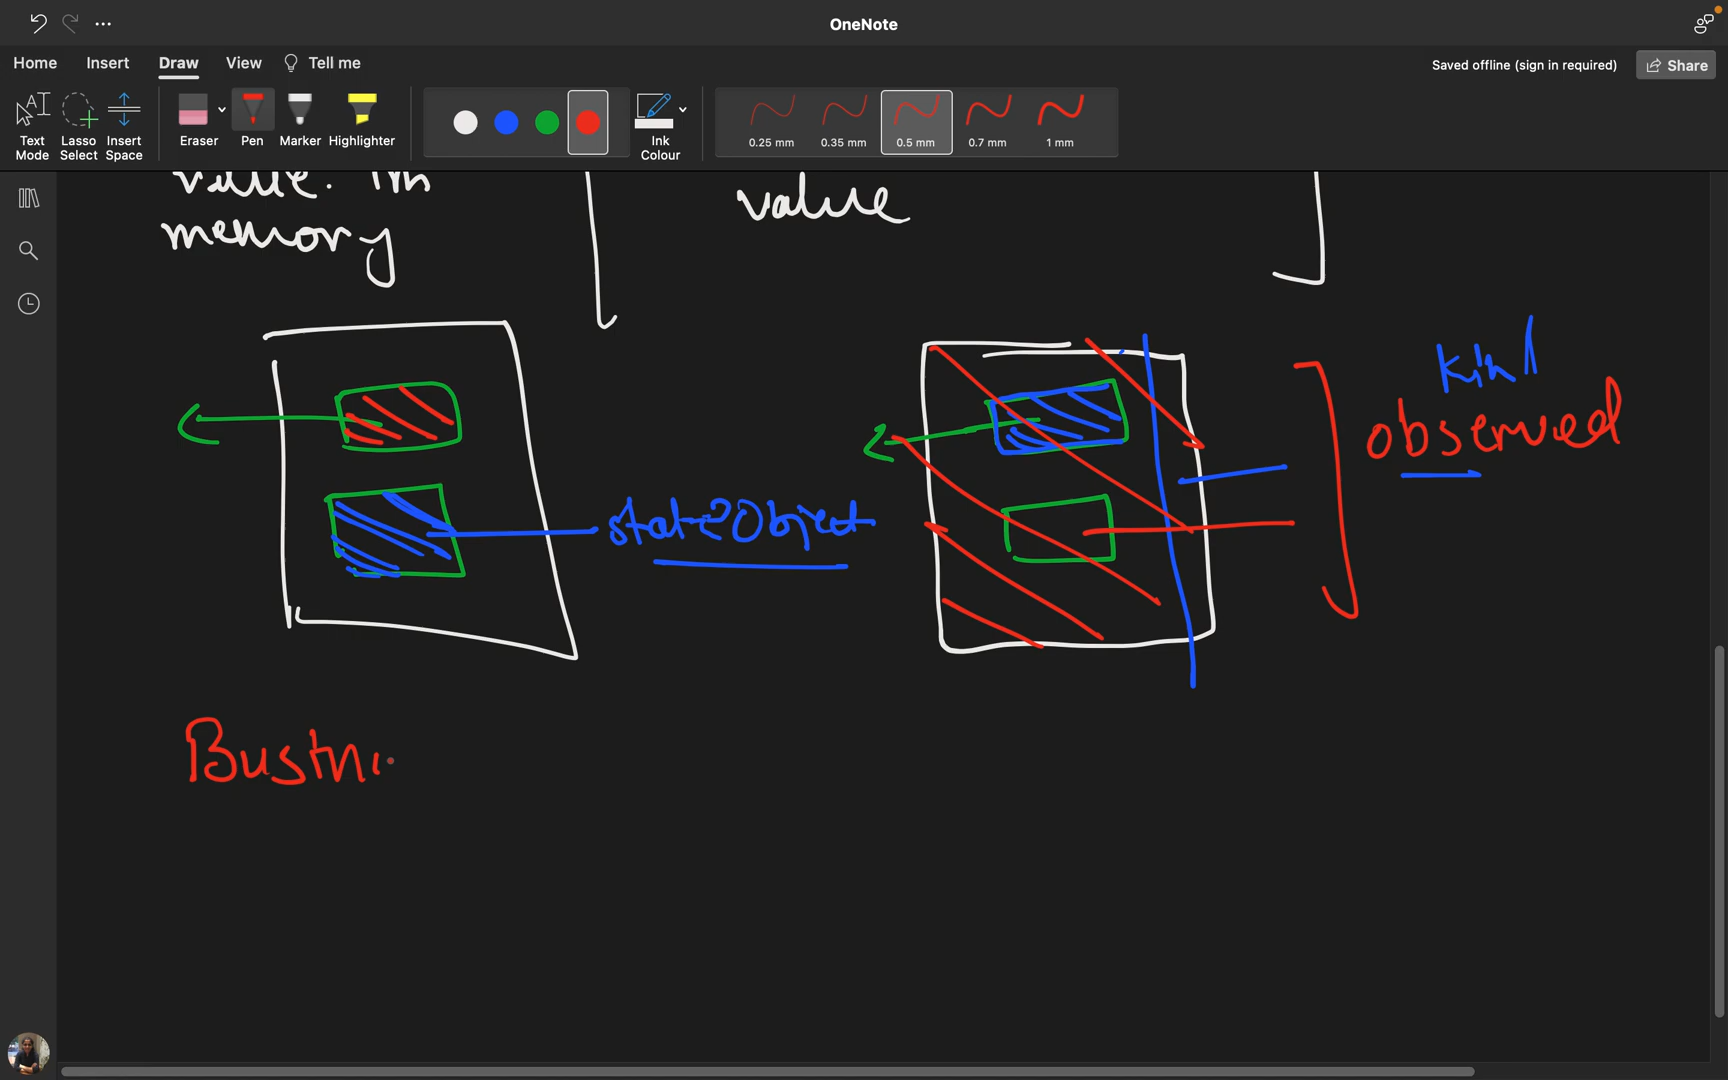 OneNote
Home Insert Draw View Tell me
Saved offline (sign in required) Share
Text Mode
Lasso Select
Insert Space
Eraser
Pen
Marker
Highlighter
Ink Colour
0.25 mm
0.35 mm
0.5 mm
0.7 mm
1 mm
value. in
memory
value
observed